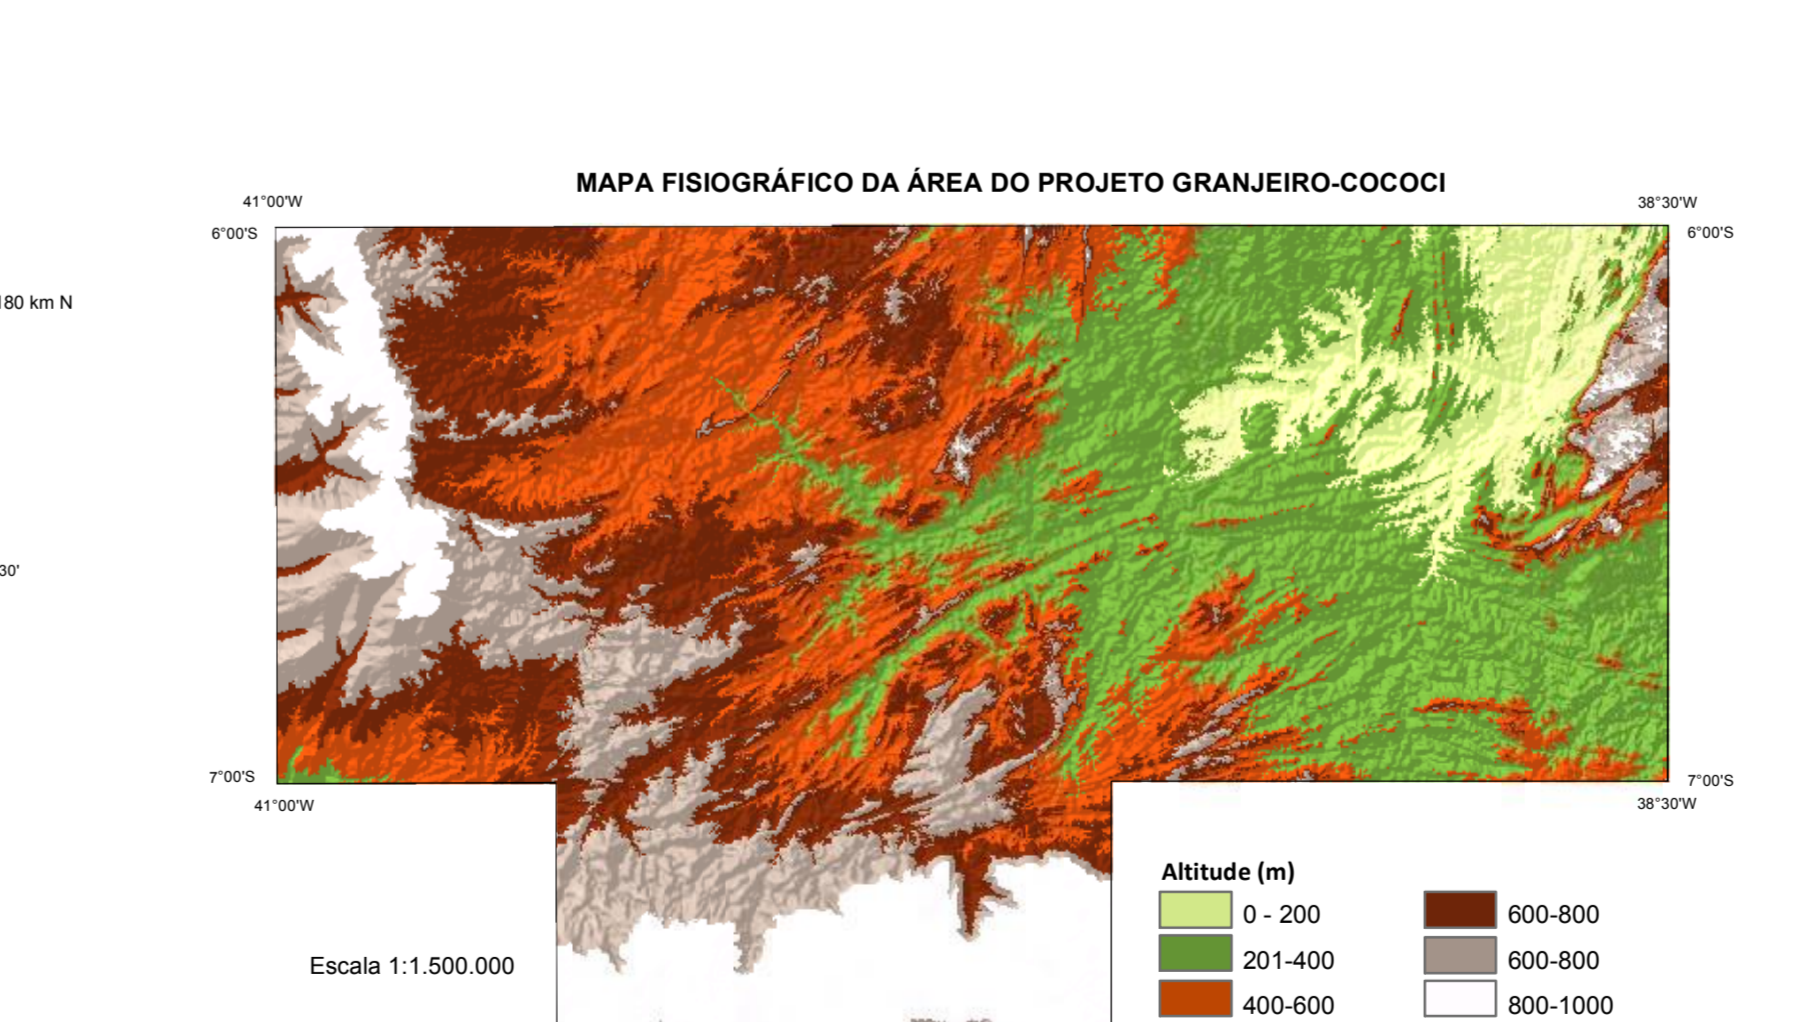 MAPA FISIOGRÁFICO DA ÁREA DO PROJETO GRANJEIRO-COCOCI
41°00'W
38°30'W
6°00'S
6°00'S
180 km N
30'
7°00'S
7°00'S
41°00'W
38°30'W
Altitude (m)
0 - 200
600-800
201-400
600-800
400-600
800-1000
Escala 1:1.500.000